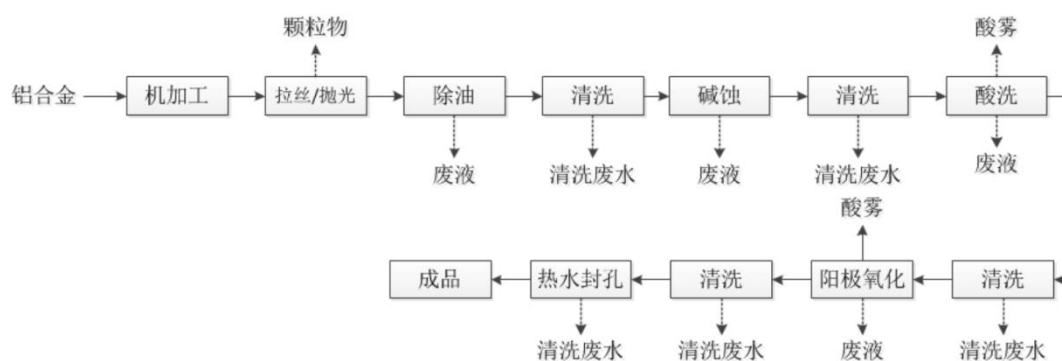 颗粒物
酸雾
铝合金
机加工
拉丝/抛光
除油
清洗
碱蚀
清洗
酸洗
废液
清洗废水
废液
清洗废水
废液
酸雾
成品
热水封孔
清洗
阳极氧化
清洗
清洗废水
清洗废水
废液
清洗废水